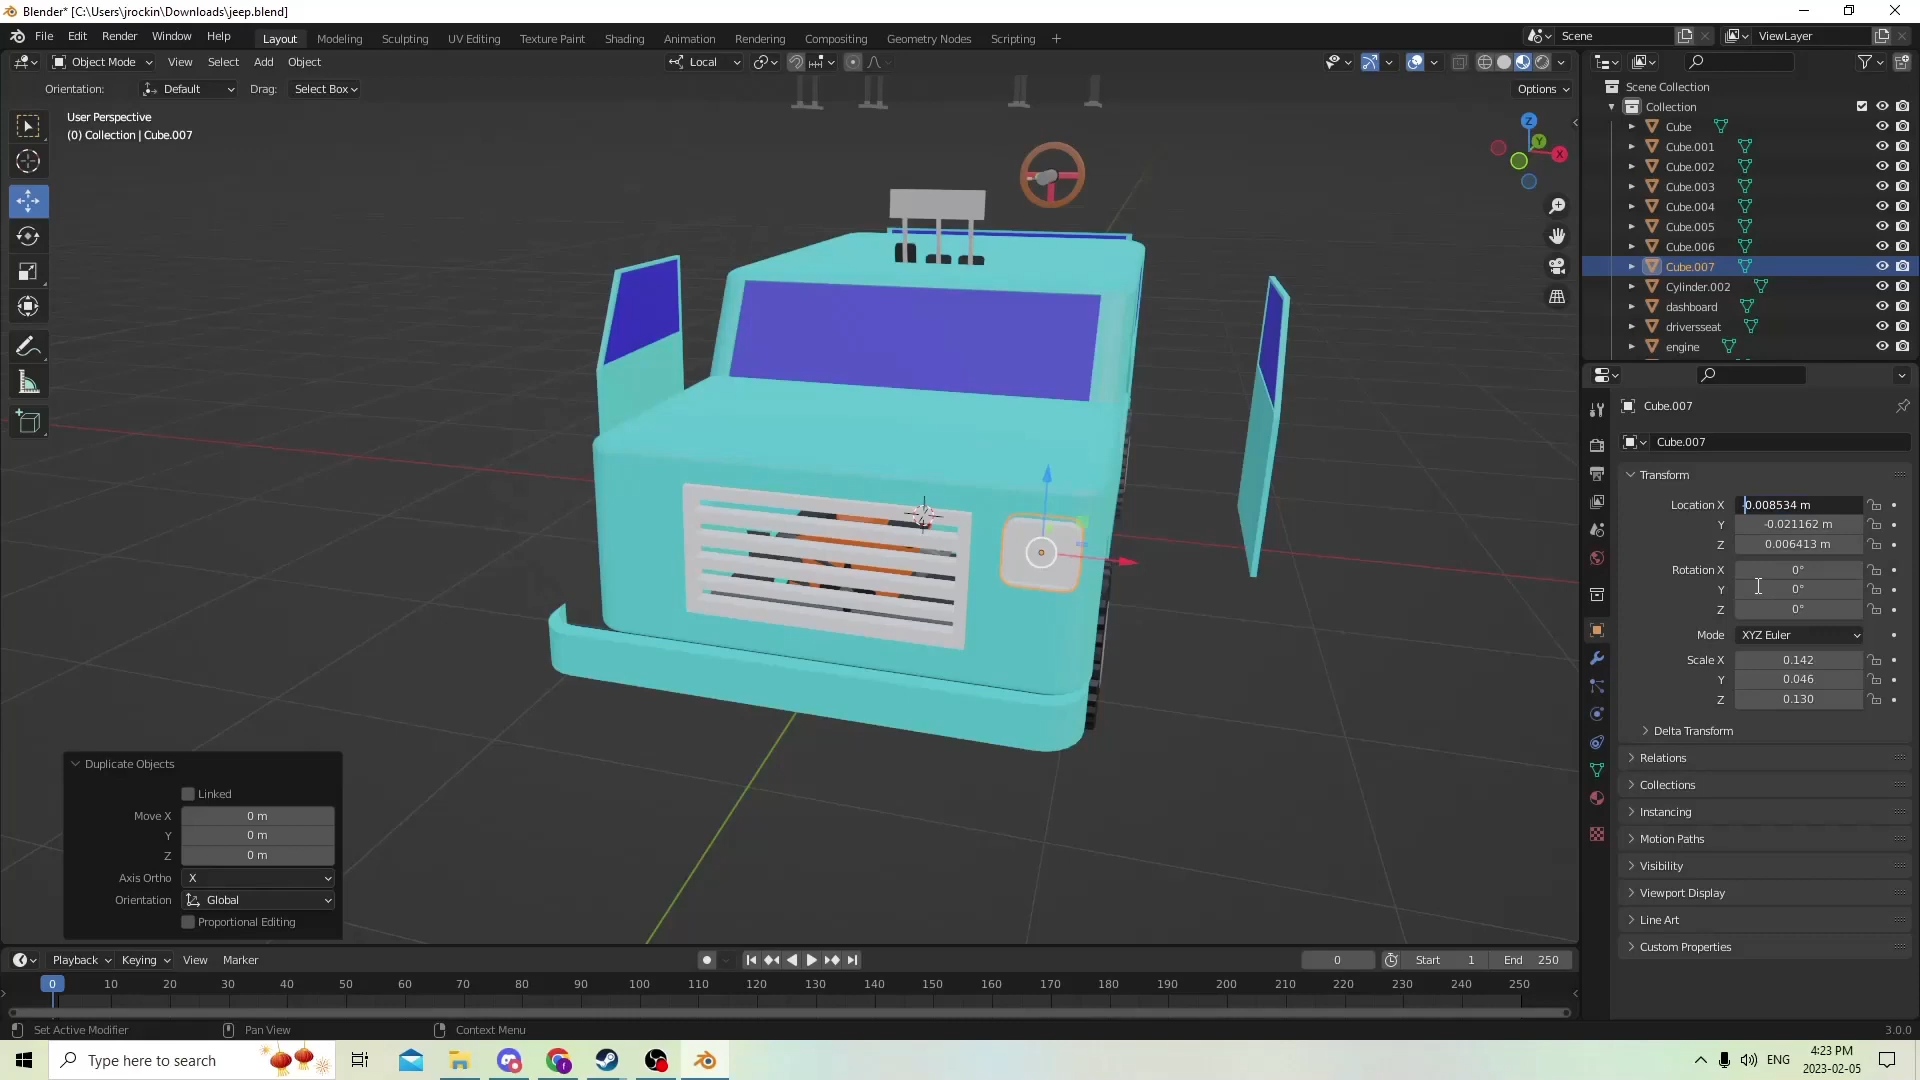 Blender* [C:\Users\jrockin\Downloads\jeep.blend]
File Edit Render Window Help
Layout Modeling Sculpting UV Editing Texture Paint Shading Animation Rendering Compositing Geometry Nodes Scripting +
Scene
ViewLayer
Object Mode View Select Add Object
Local
Orientation: Default Drag: Select Box
Options
User Perspective
(0) Collection | Cube.007
Z
Y
X
Scene Collection
Collection
Cube
Cube.001
Cube.002
Cube.003
Cube.004
Cube.005
Cube.006
Cube.007
Cylinder.002
dashboard
driversseat
engine
Cube.007
Cube.007
Transform
Location X 0.008534 m
Y -0.021162 m
Z 0.006413 m
Rotation X 0°
Y 0°
Z 0°
Mode XYZ Euler
Scale X 0.142
Y 0.046
Z 0.130
Delta Transform
Relations
Collections
Instancing
Motion Paths
Visibility
Viewport Display
Line Art
Custom Properties
Duplicate Objects
Linked
Move X 0 m
Y 0 m
Z 0 m
Axis Ortho X
Orientation Global
Proportional Editing
Playback Keying View Marker
0 Start 1 End 250
0 10 20 30 40 50 60 70 80 90 100 110 120 130 140 150 160 170 180 190 200 210 220 230 240 250
Set Active Modifier Pan View Context Menu
3.0.0
Type here to search
ENG
4:23 PM
2023-02-05